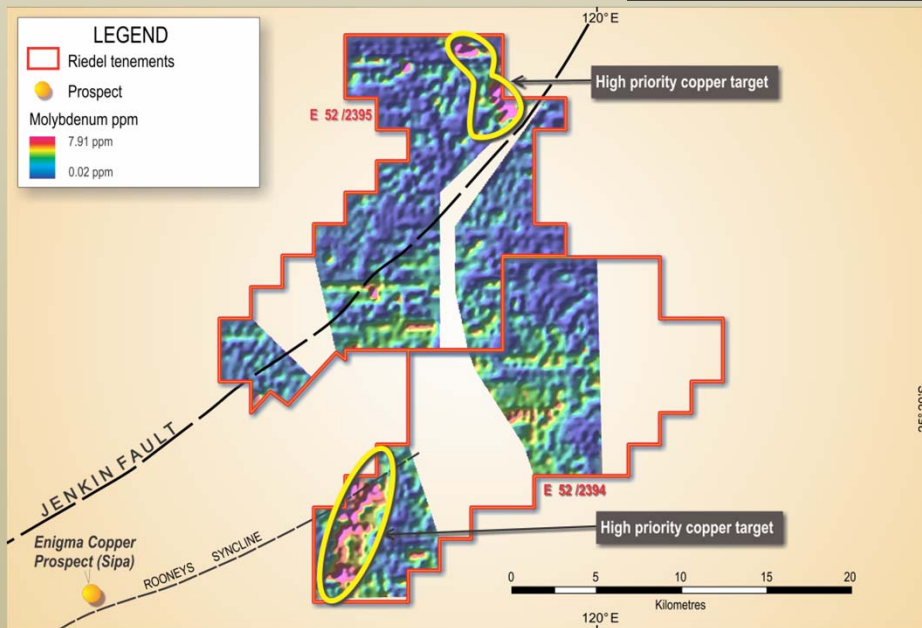 120° E
LEGEND
Riedel tenements
Prospect
Molybdenum ppm
7.91 ppm
0.02 ppm
E 52 /2395
High priority copper target
JENKIN FAULT
E 52 /2394
High priority copper target
Enigma Copper
Prospect (Sipa)
ROONEYS SYNCLINE
0 5 10 15 20
Kilometres
120° E